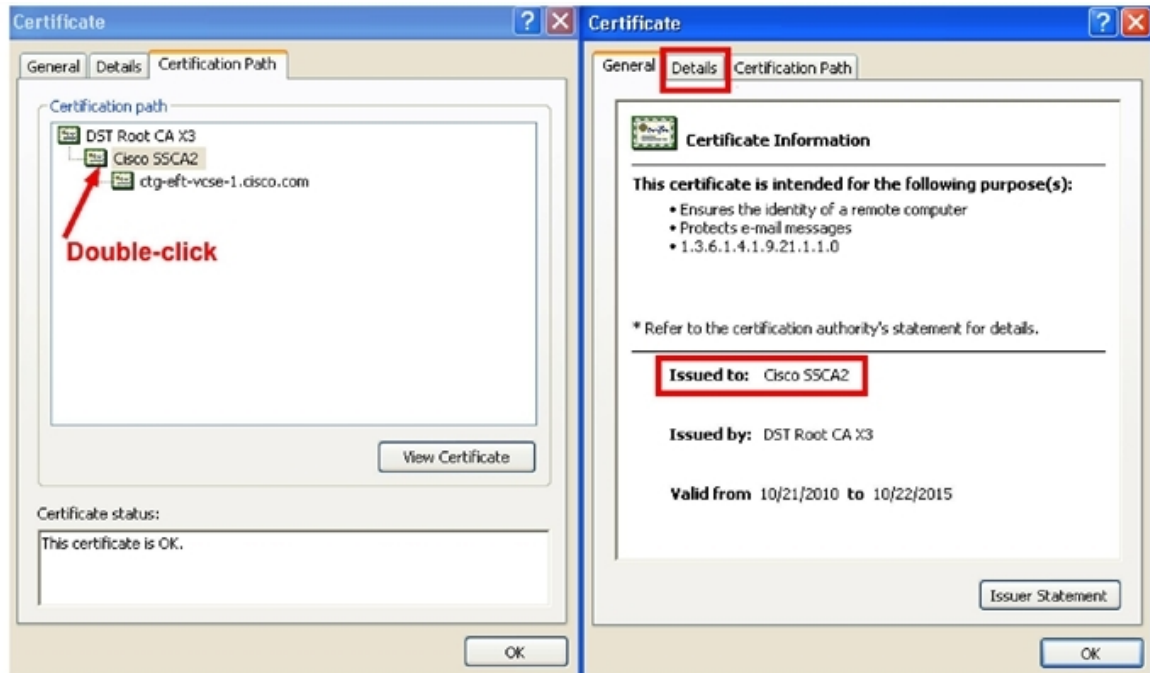 Certificate
General Details Certification Path
Certification path
DST Root CA X3
Cisco SSCA2
ctg-eft-vcse-1.cisco.com
Double-click
View Certificate
Certificate status:
This certificate is OK.
OK
Certificate
General Details Certification Path
Certificate Information
This certificate is intended for the following purpose(s):
• Ensures the identity of a remote computer
• Protects e-mail messages
• 1.3.6.1.4.1.9.21.1.1.0
* Refer to the certification authority's statement for details.
Issued to: Cisco SSCA2
Issued by: DST Root CA X3
Valid from 10/21/2010 to 10/22/2015
Issuer Statement
OK